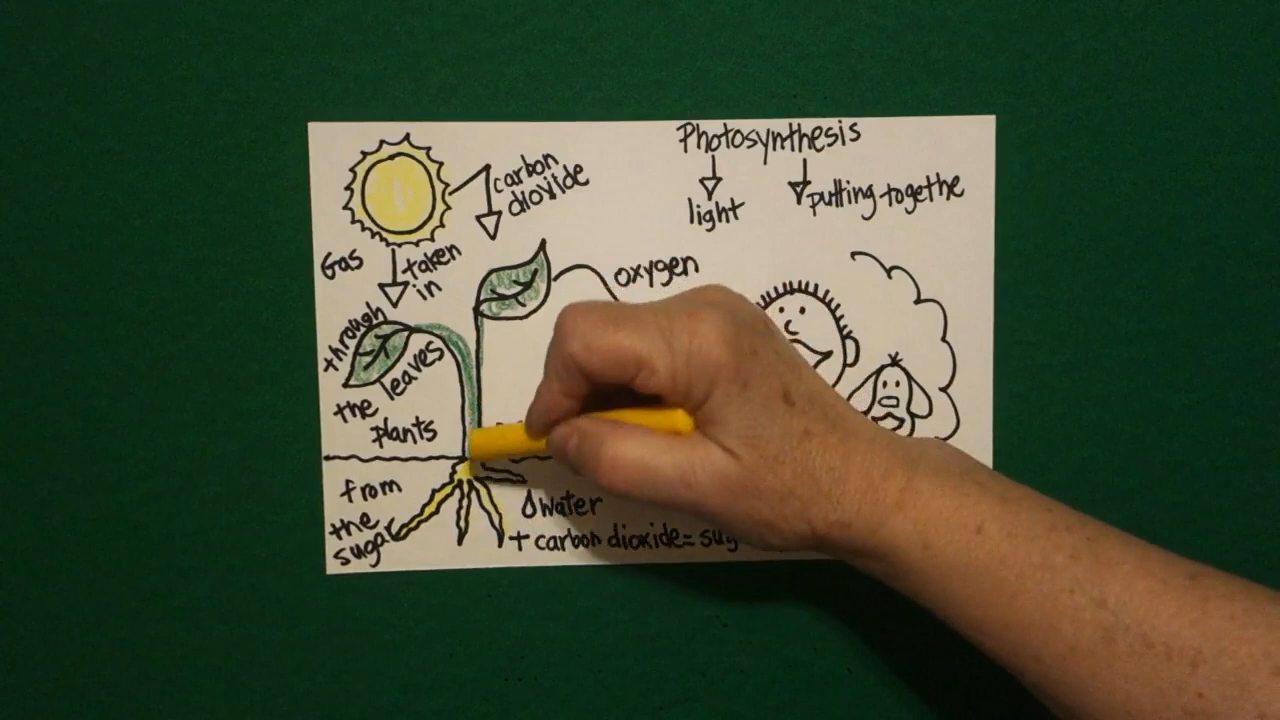 Photosynthesis
light
putting togethe
carbon
dioxide
Gas
taken
in
through
the leaves
plants
oxygen
from
the
sugar
water
+ carbon dioxide = sug